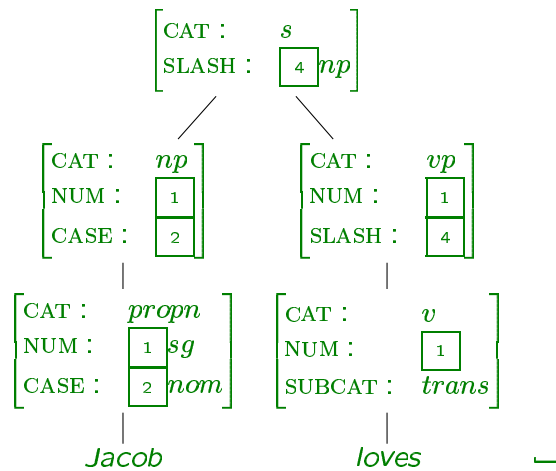 CAT : s
SLASH : 4 np
CAT : np
NUM : 1
CASE : 2
CAT : vp
NUM : 1
SLASH : 4
CAT : propn
NUM : 1 sg
CASE : 2 nom
CAT : v
NUM : 1
SUBCAT : trans
Jacob loves